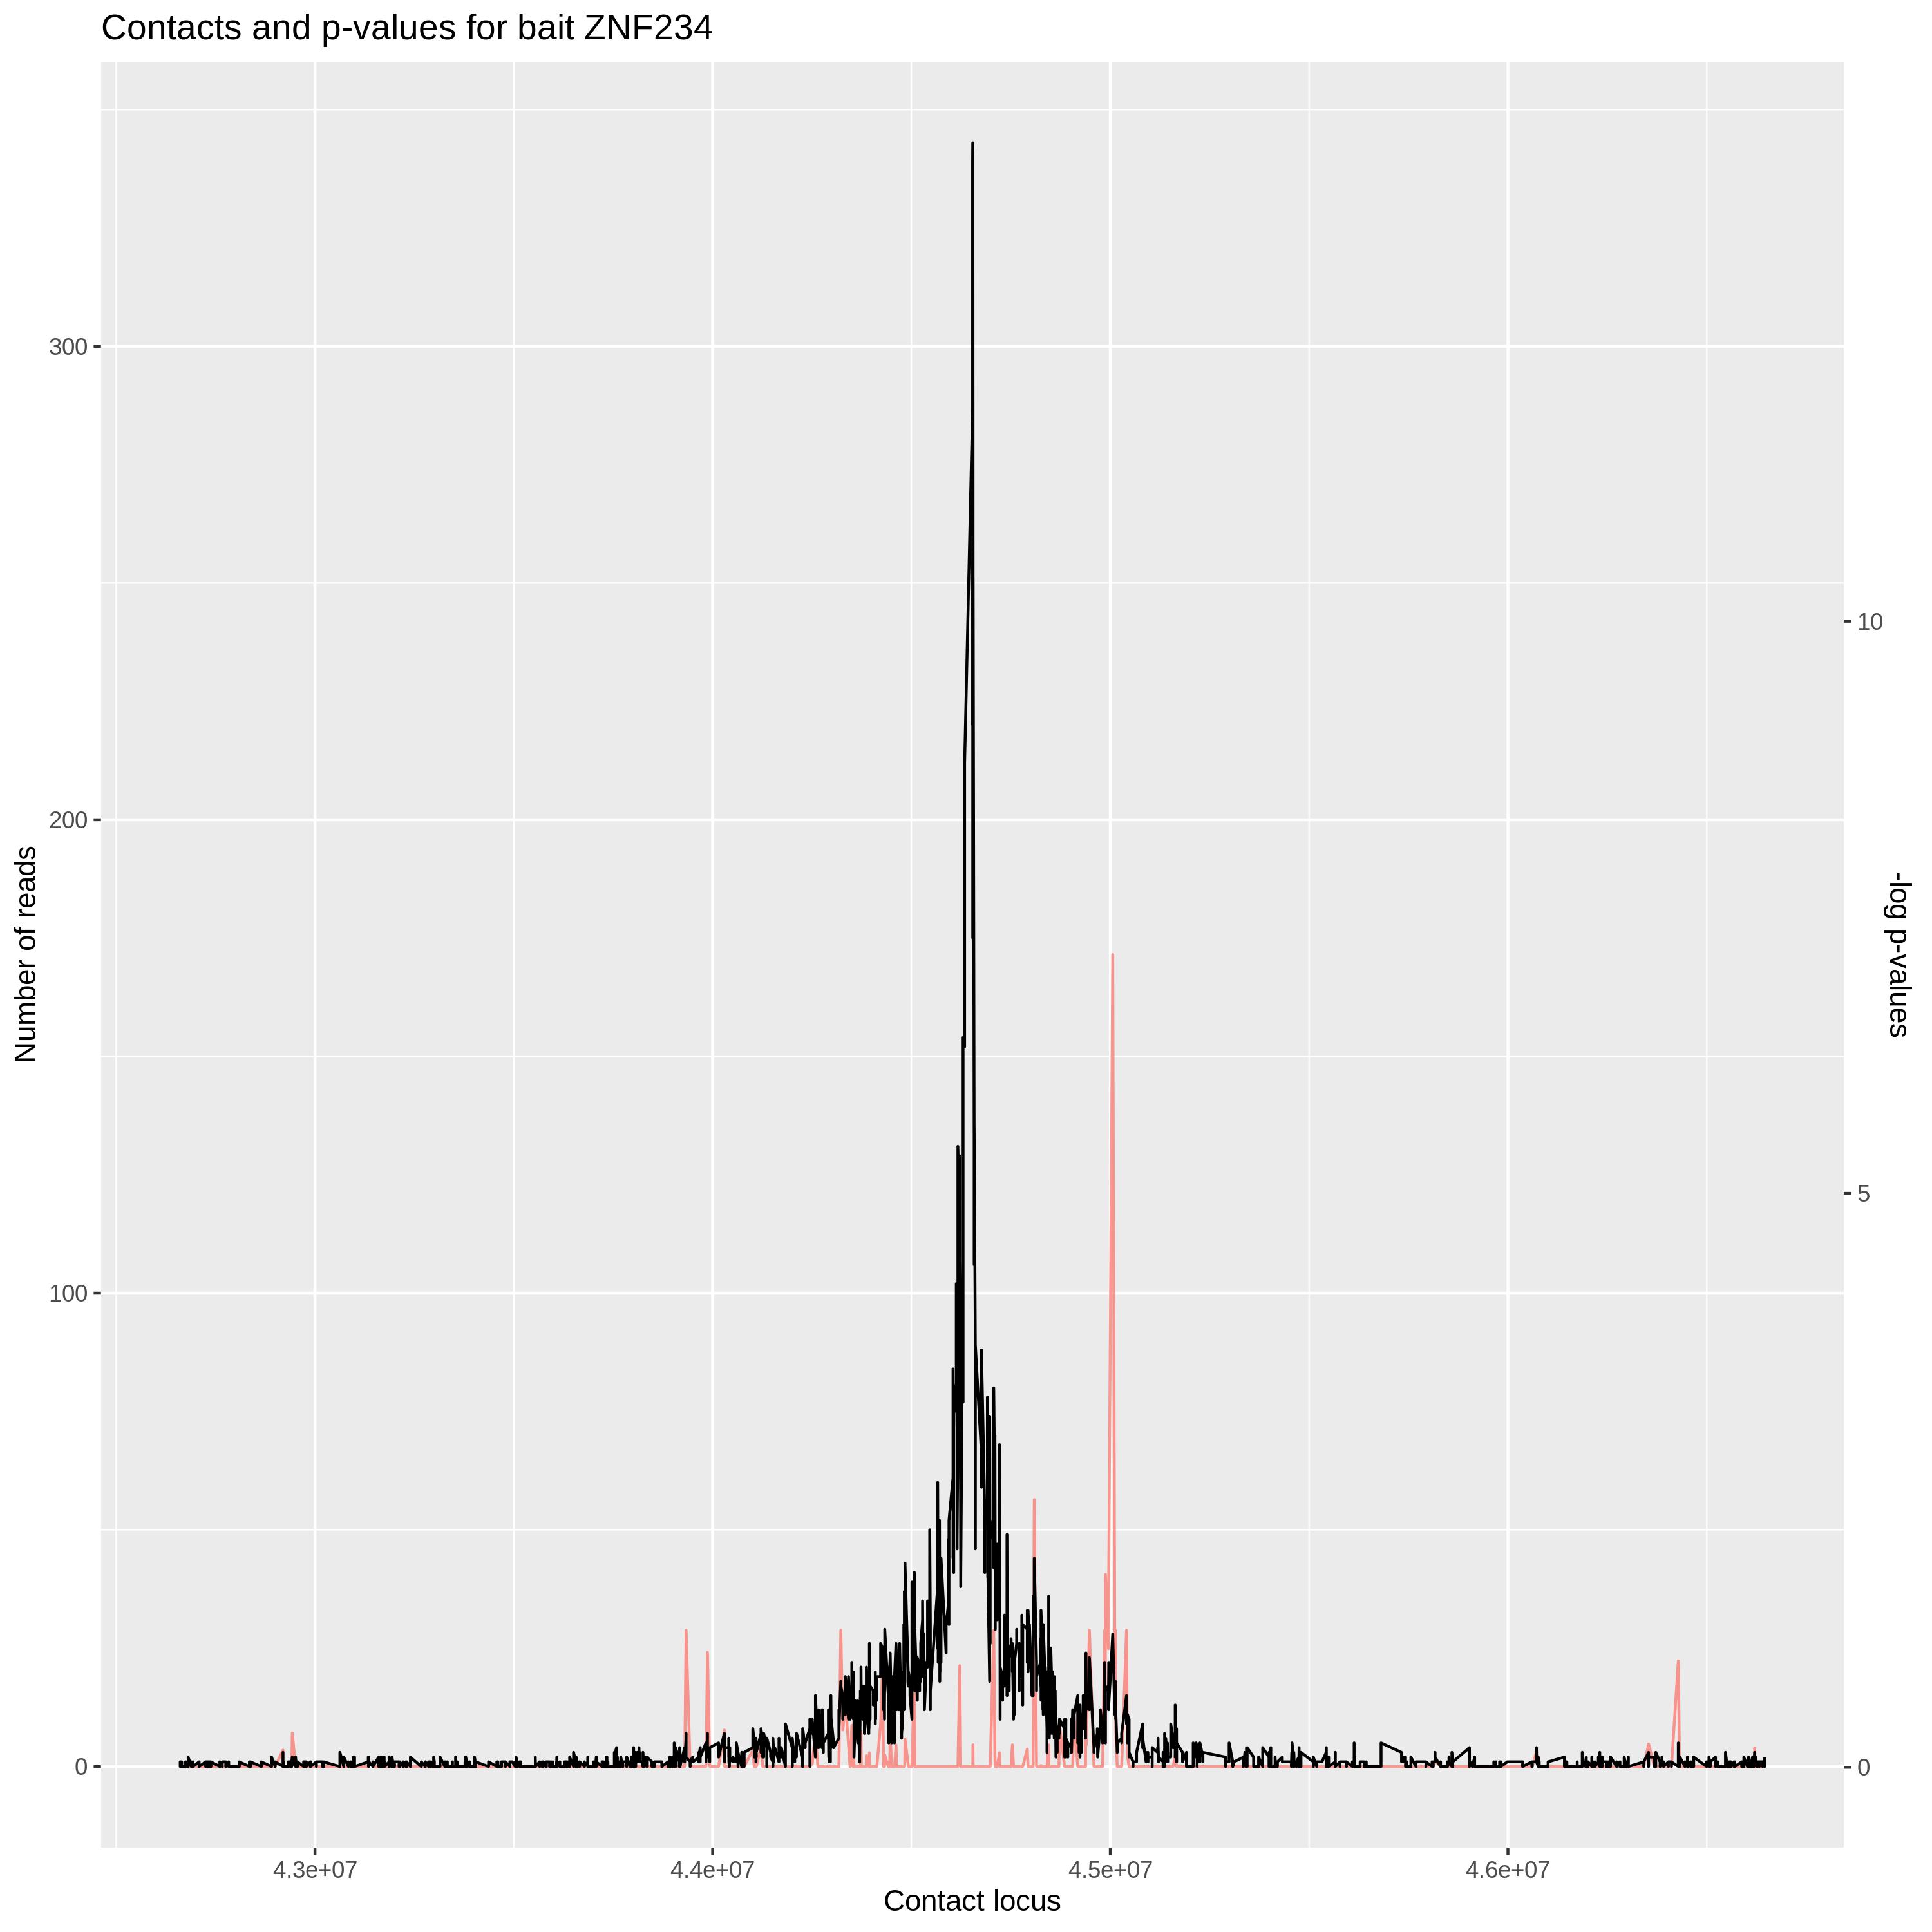 Contacts and p-values for bait ZNF234
300
200
100
0
10
5
0
Number of reads
-log p-values
4.3e+07
4.4e+07
4.5e+07
4.6e+07
Contact locus